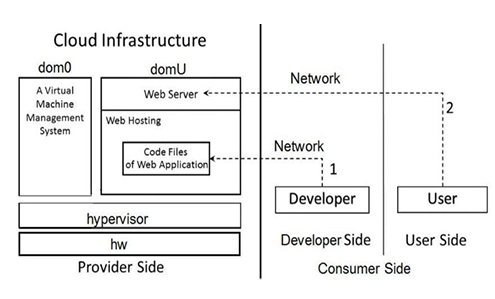 Cloud Infrastructure
dom0
domU
A Virtual
Machine
Management
System
Web Server
Web Hosting
Code Files
of Web Application
hypervisor
hw
Provider Side
Network
2
Network
1
Developer
User
Developer Side
User Side
Consumer Side